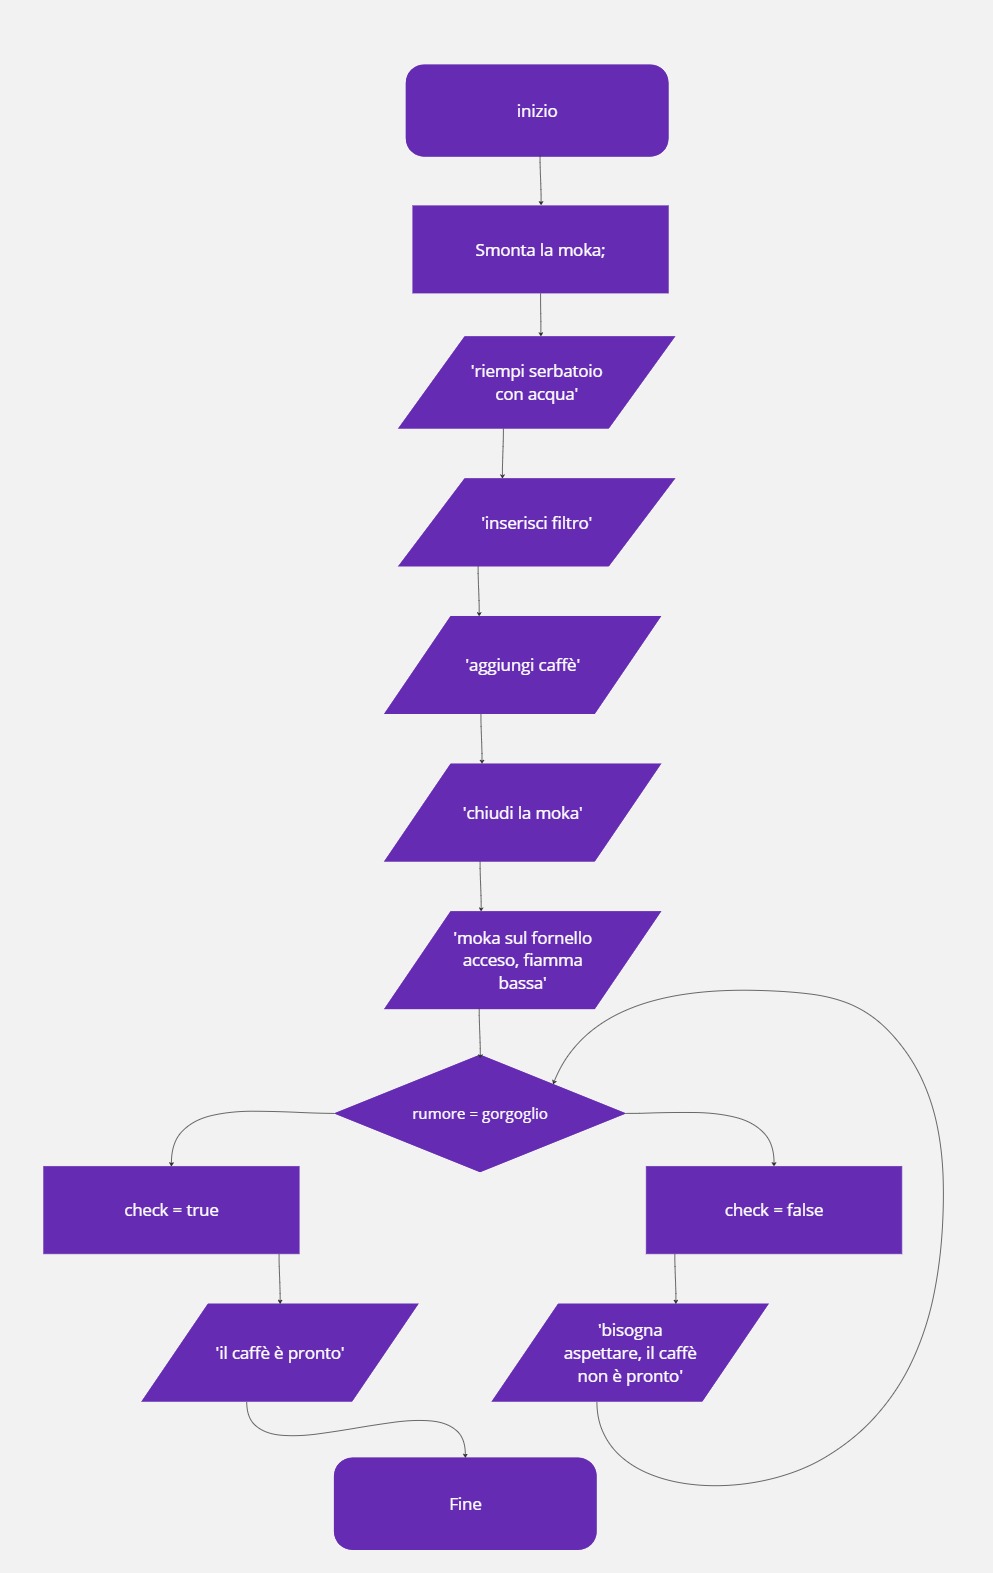 inizio
Smonta la moka;
'riempi serbatoio
con acqua'
'inserisci filtro'
'aggiungi caffè'
'chiudi la moka'
'moka sul fornello
acceso, fiamma
bassa'
rumore = gorgoglio
check = true
check = false
'il caffè è pronto'
'bisogna
aspettare, il caffè
non è pronto'
Fine